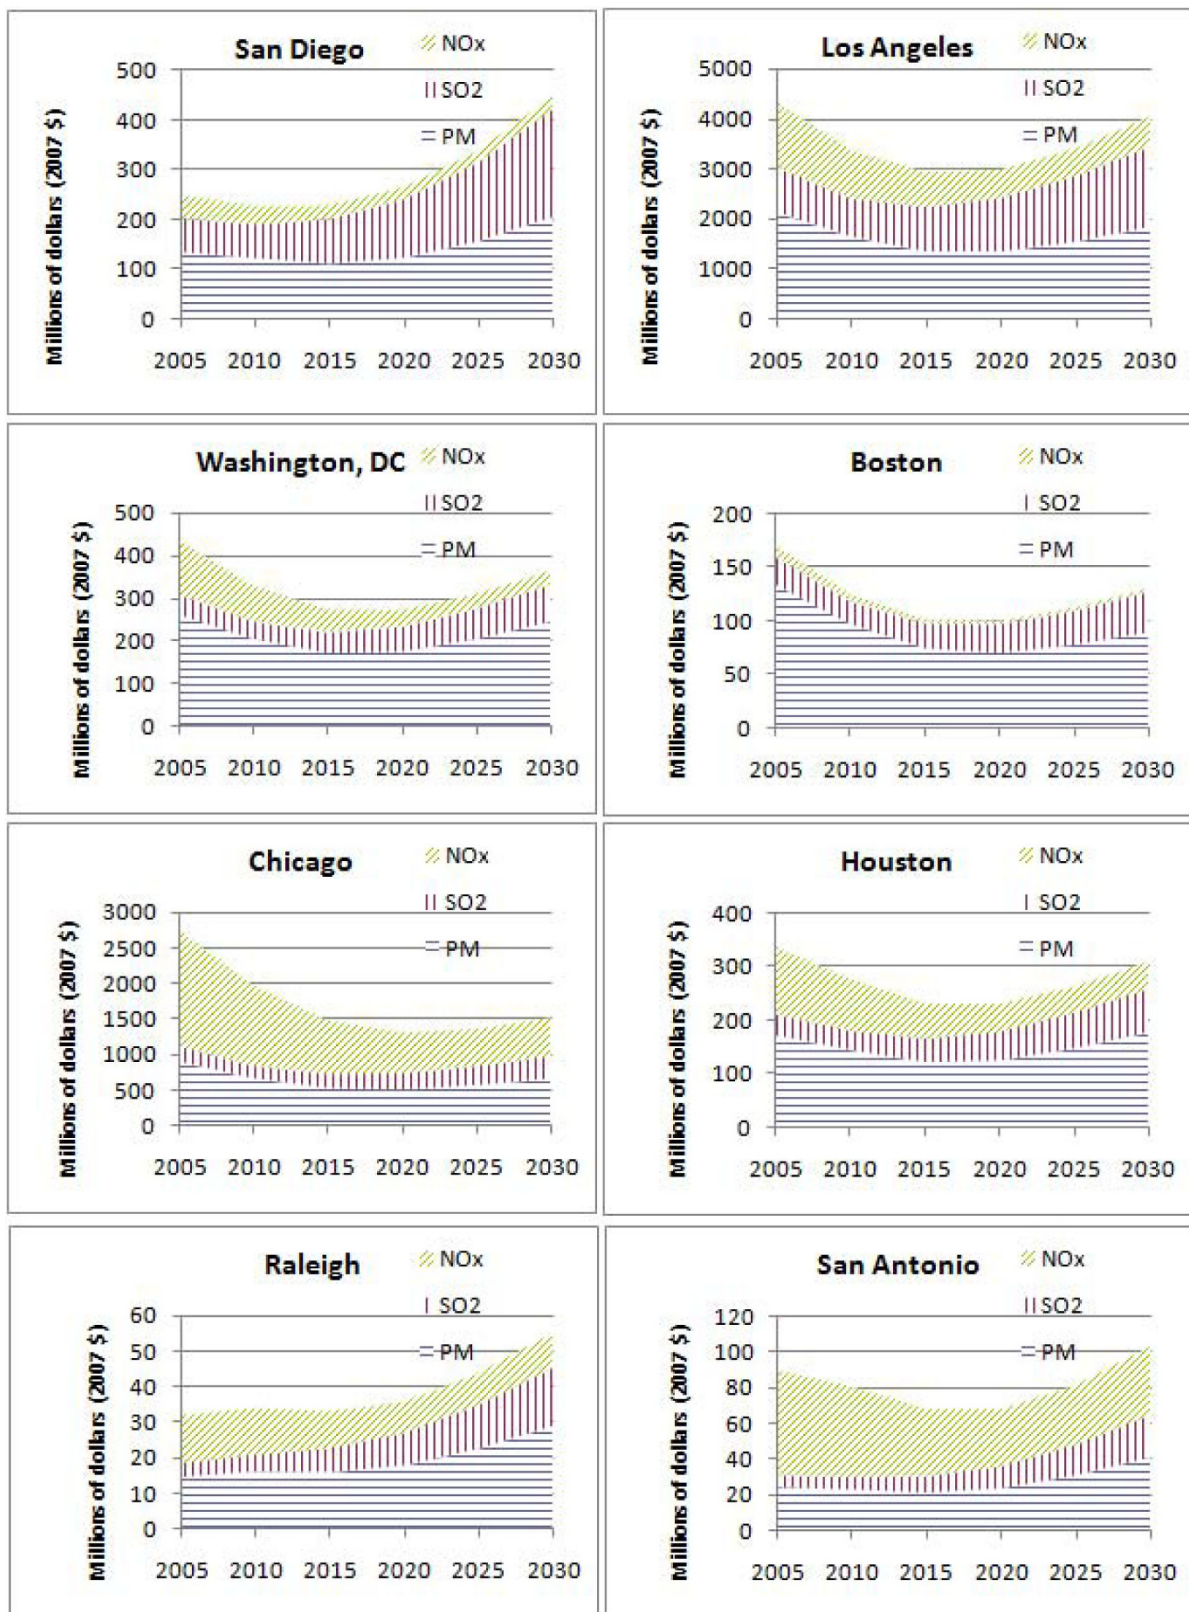 San Diego
NOx
SO2
PM
Millions of dollars (2007 $)
500
400
300
200
100
0
2005 2010 2015 2020 2025 2030
Los Angeles
NOx
SO2
PM
Millions of dollars (2007 $)
5000
4000
3000
2000
1000
0
2005 2010 2015 2020 2025 2030
Washington, DC
NOx
SO2
PM
Millions of dollars (2007 $)
500
400
300
200
100
0
2005 2010 2015 2020 2025 2030
Boston
NOx
SO2
PM
Millions of dollars (2007 $)
200
150
100
50
0
2005 2010 2015 2020 2025 2030
Chicago
NOx
SO2
PM
Millions of dollars (2007 $)
3000
2500
2000
1500
1000
500
0
2005 2010 2015 2020 2025 2030
Houston
NOx
SO2
PM
Millions of dollars (2007 $)
400
300
200
100
0
2005 2010 2015 2020 2025 2030
Raleigh
NOx
SO2
PM
Millions of dollars (2007 $)
60
50
40
30
20
10
0
2005 2010 2015 2020 2025 2030
San Antonio
NOx
SO2
PM
Millions of dollars (2007 $)
120
100
80
60
40
20
0
2005 2010 2015 2020 2025 2030